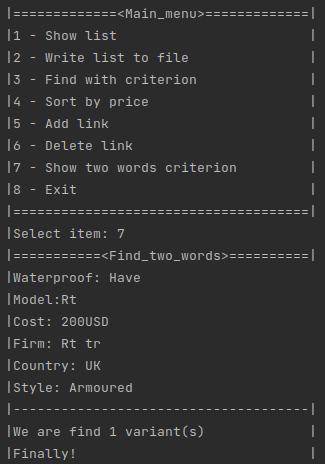 |=============<Main_menu>=============|
|1 - Show list                        |
|2 - Write list to file               |
|3 - Find with criterion              |
|4 - Sort by price                    |
|5 - Add link                         |
|6 - Delete link                      |
|7 - Show two words criterion         |
|8 - Exit                             |
|=====================================|
|Select item: 7
|===========<Find_two_words>==========|
|Waterproof: Have
|Model:Rt
|Cost: 200USD
|Firm: Rt tr
|Country: UK
|Style: Armoured
|-------------------------------------|
|We are find 1 variant(s)             |
|Finally!                             |